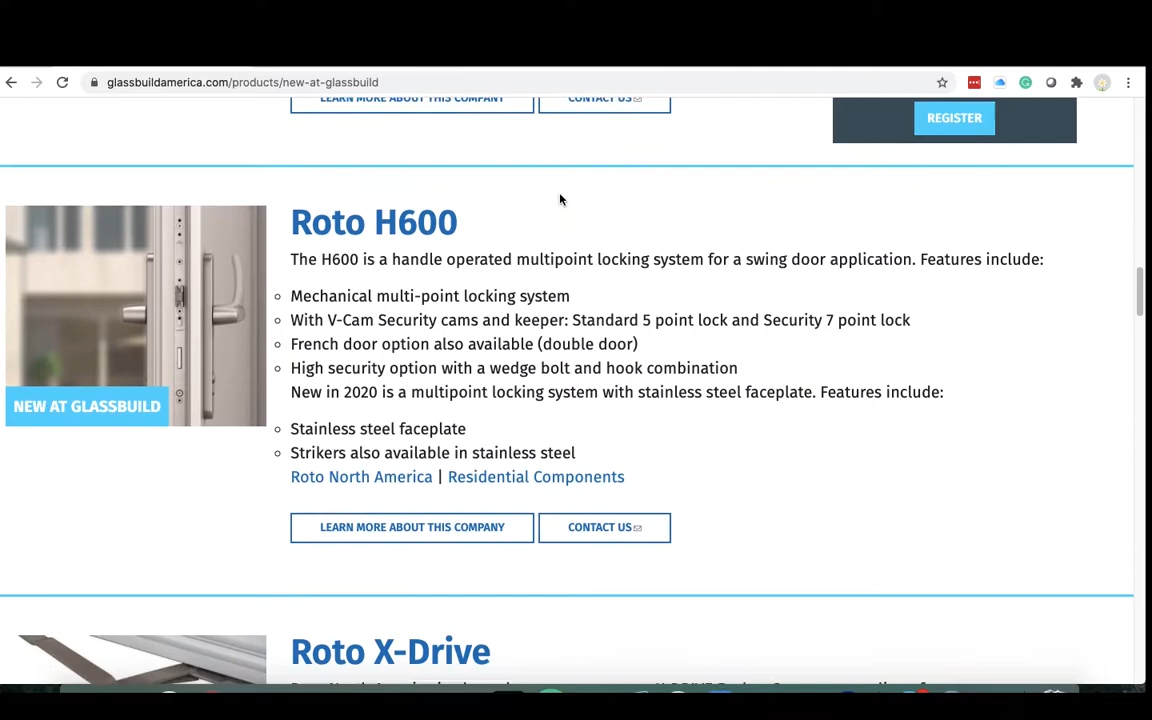 glassbuildamerica.com/products/new-at-glassbuild
LEARN MORE ABOUT THIS COMPANY
CONTACT US
REGISTER
Roto H600
The H600 is a handle operated multipoint locking system for a swing door application. Features include:
Mechanical multi-point locking system
With V-Cam Security cams and keeper: Standard 5 point lock and Security 7 point lock
French door option also available (double door)
High security option with a wedge bolt and hook combination
NEW AT GLASSBUILD
New in 2020 is a multipoint locking system with stainless steel faceplate. Features include:
Stainless steel faceplate
Strikers also available in stainless steel
Roto North America | Residential Components
LEARN MORE ABOUT THIS COMPANY
CONTACT US
Roto X-Drive